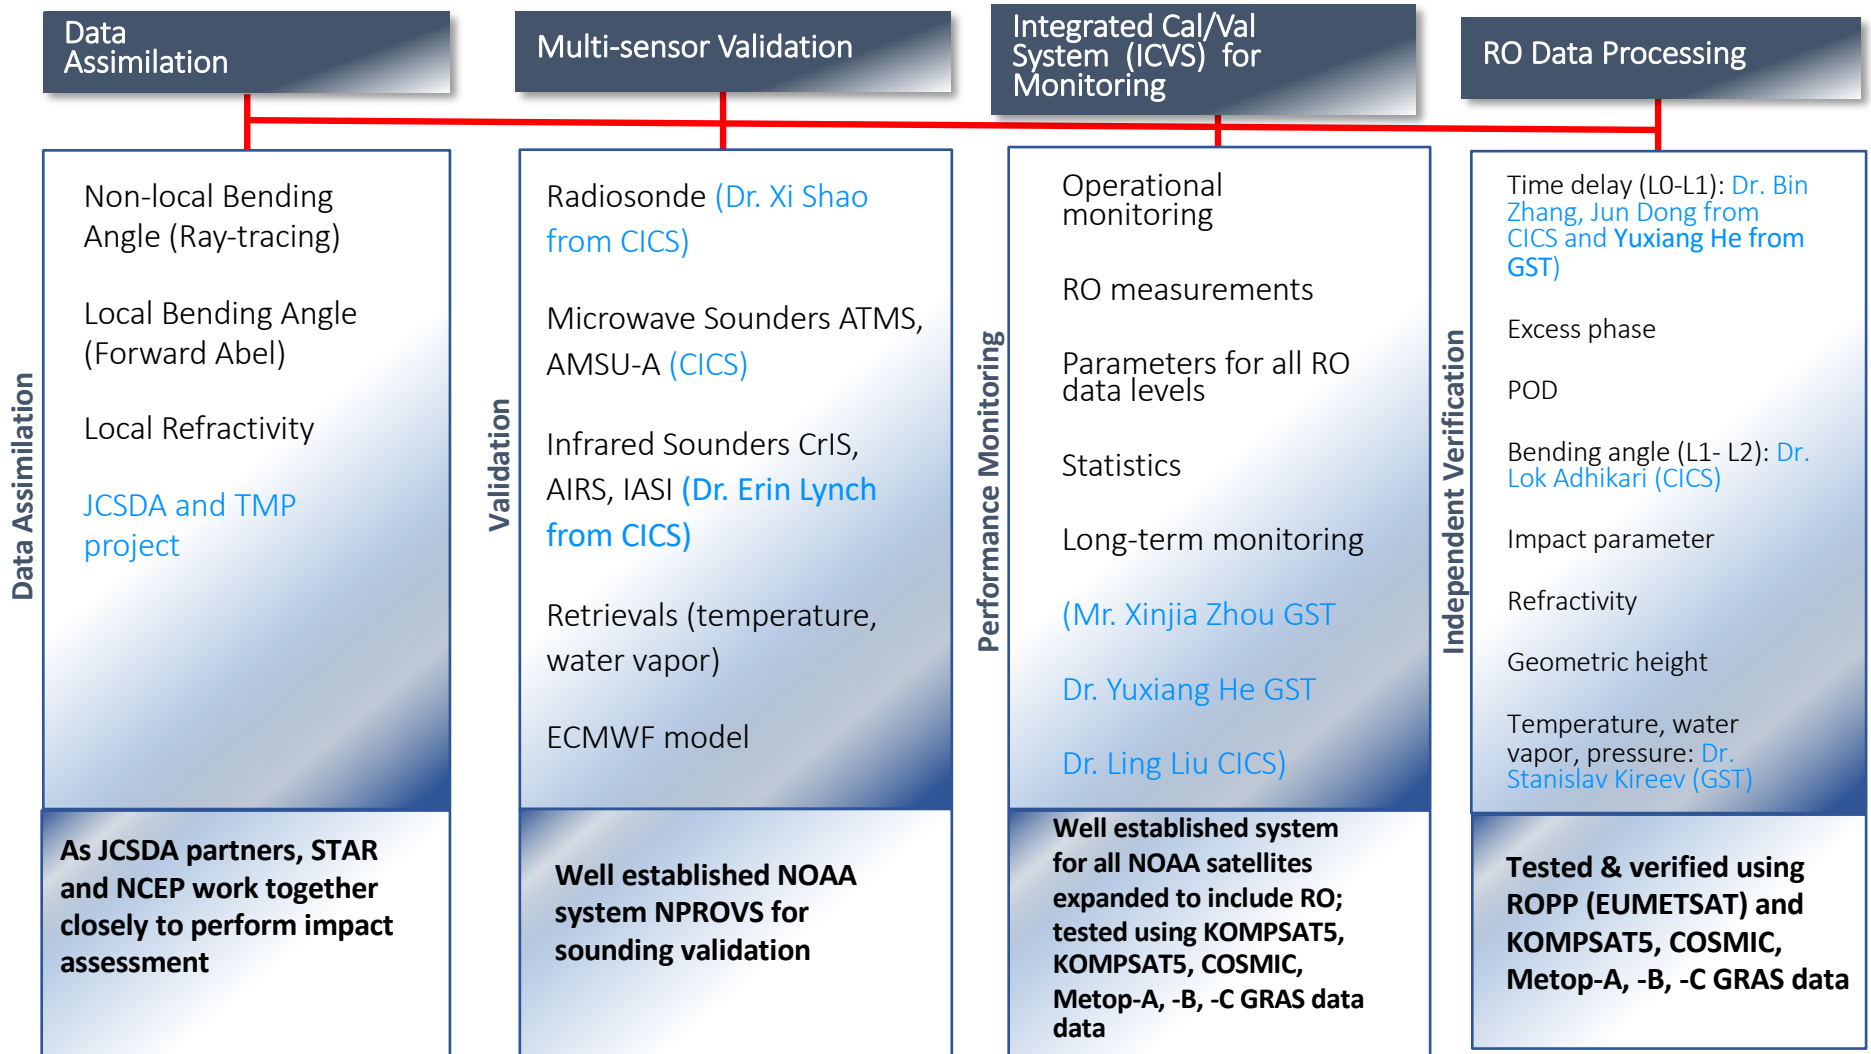 Data
Assimilation
Multi-sensor Validation
Integrated Cal/Val
System (ICVS) for
Monitoring
RO Data Processing
Data Assimilation
Non-local Bending
Angle (Ray-tracing)
Local Bending Angle
(Forward Abel)
Local Refractivity
JCSDA and TMP
project
As JCSDA partners, STAR
and NCEP work together
closely to perform impact
assessment
Validation
Radiosonde (Dr. Xi Shao
from CICS)
Microwave Sounders ATMS,
AMSU-A (CICS)
Infrared Sounders CrIS,
AIRS, IASI (Dr. Erin Lynch
from CICS)
Retrievals (temperature,
water vapor)
ECMWF model
Well established NOAA
system NPROVS for
sounding validation
Performance Monitoring
Operational
monitoring
RO measurements
Parameters for all RO
data levels
Statistics
Long-term monitoring
(Mr. Xinjia Zhou GST
Dr. Yuxiang He GST
Dr. Ling Liu CICS)
Well established system
for all NOAA satellites
expanded to include RO;
tested using KOMPSAT5,
KOMPSAT5, COSMIC,
Metop-A, -B, -C GRAS data
data
Independent Verification
Time delay (L0-L1): Dr. Bin
Zhang, Jun Dong from
CICS and Yuxiang He from
GST)
Excess phase
POD
Bending angle (L1- L2): Dr.
Lok Adhikari (CICS)
Impact parameter
Refractivity
Geometric height
Temperature, water
vapor, pressure: Dr.
Stanislav Kireev (GST)
Tested & verified using
ROPP (EUMETSAT) and
KOMPSAT5, COSMIC,
Metop-A, -B, -C GRAS data